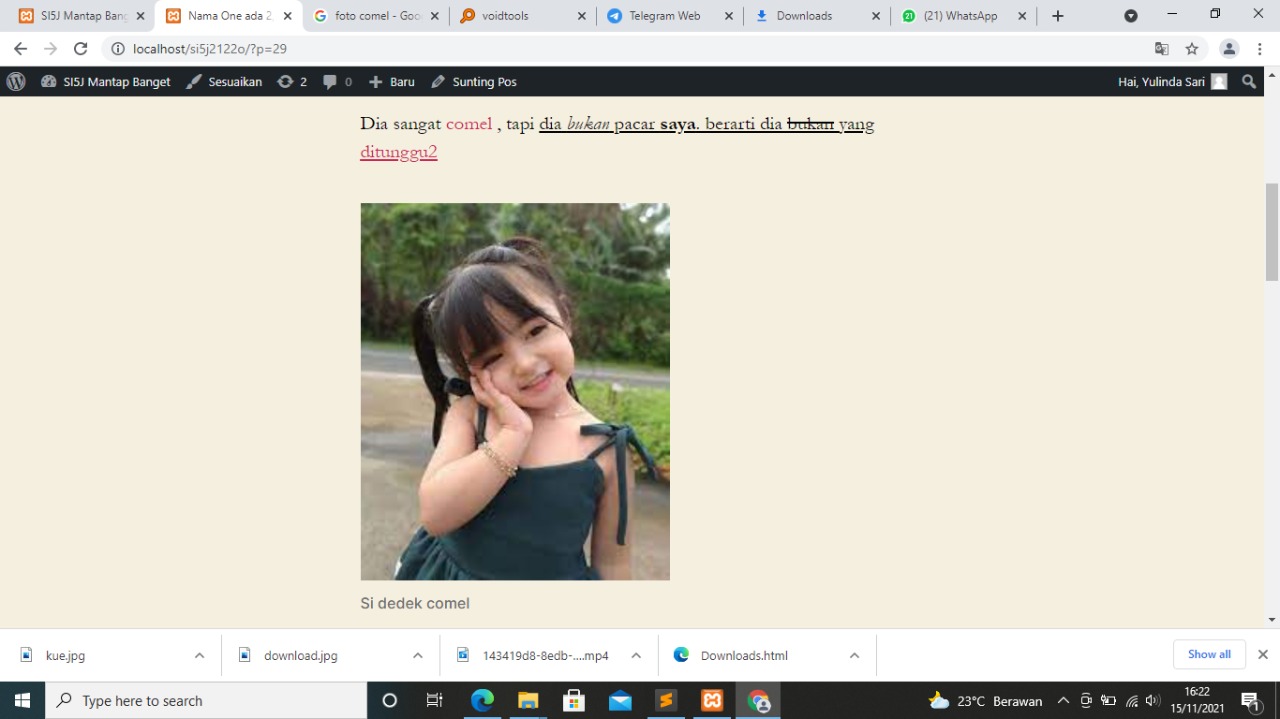 SI5J Mantap Bang
Nama One ada 2
foto comel - Goo
voidtools
Telegram Web
Downloads
(21) WhatsApp
localhost/si5j2122o/?p=29
SI5J Mantap Banget
Sesuaikan
2
0
Baru
Sunting Pos
Hai, Yulinda Sari
Dia sangat comel , tapi dia bukan pacar saya. berarti dia bukan yang
ditunggu2
Si dedek comel
kue.jpg
download.jpg
143419d8-8edb-....mp4
Downloads.html
Show all
Type here to search
23°C Berawan
16:22
15/11/2021
1